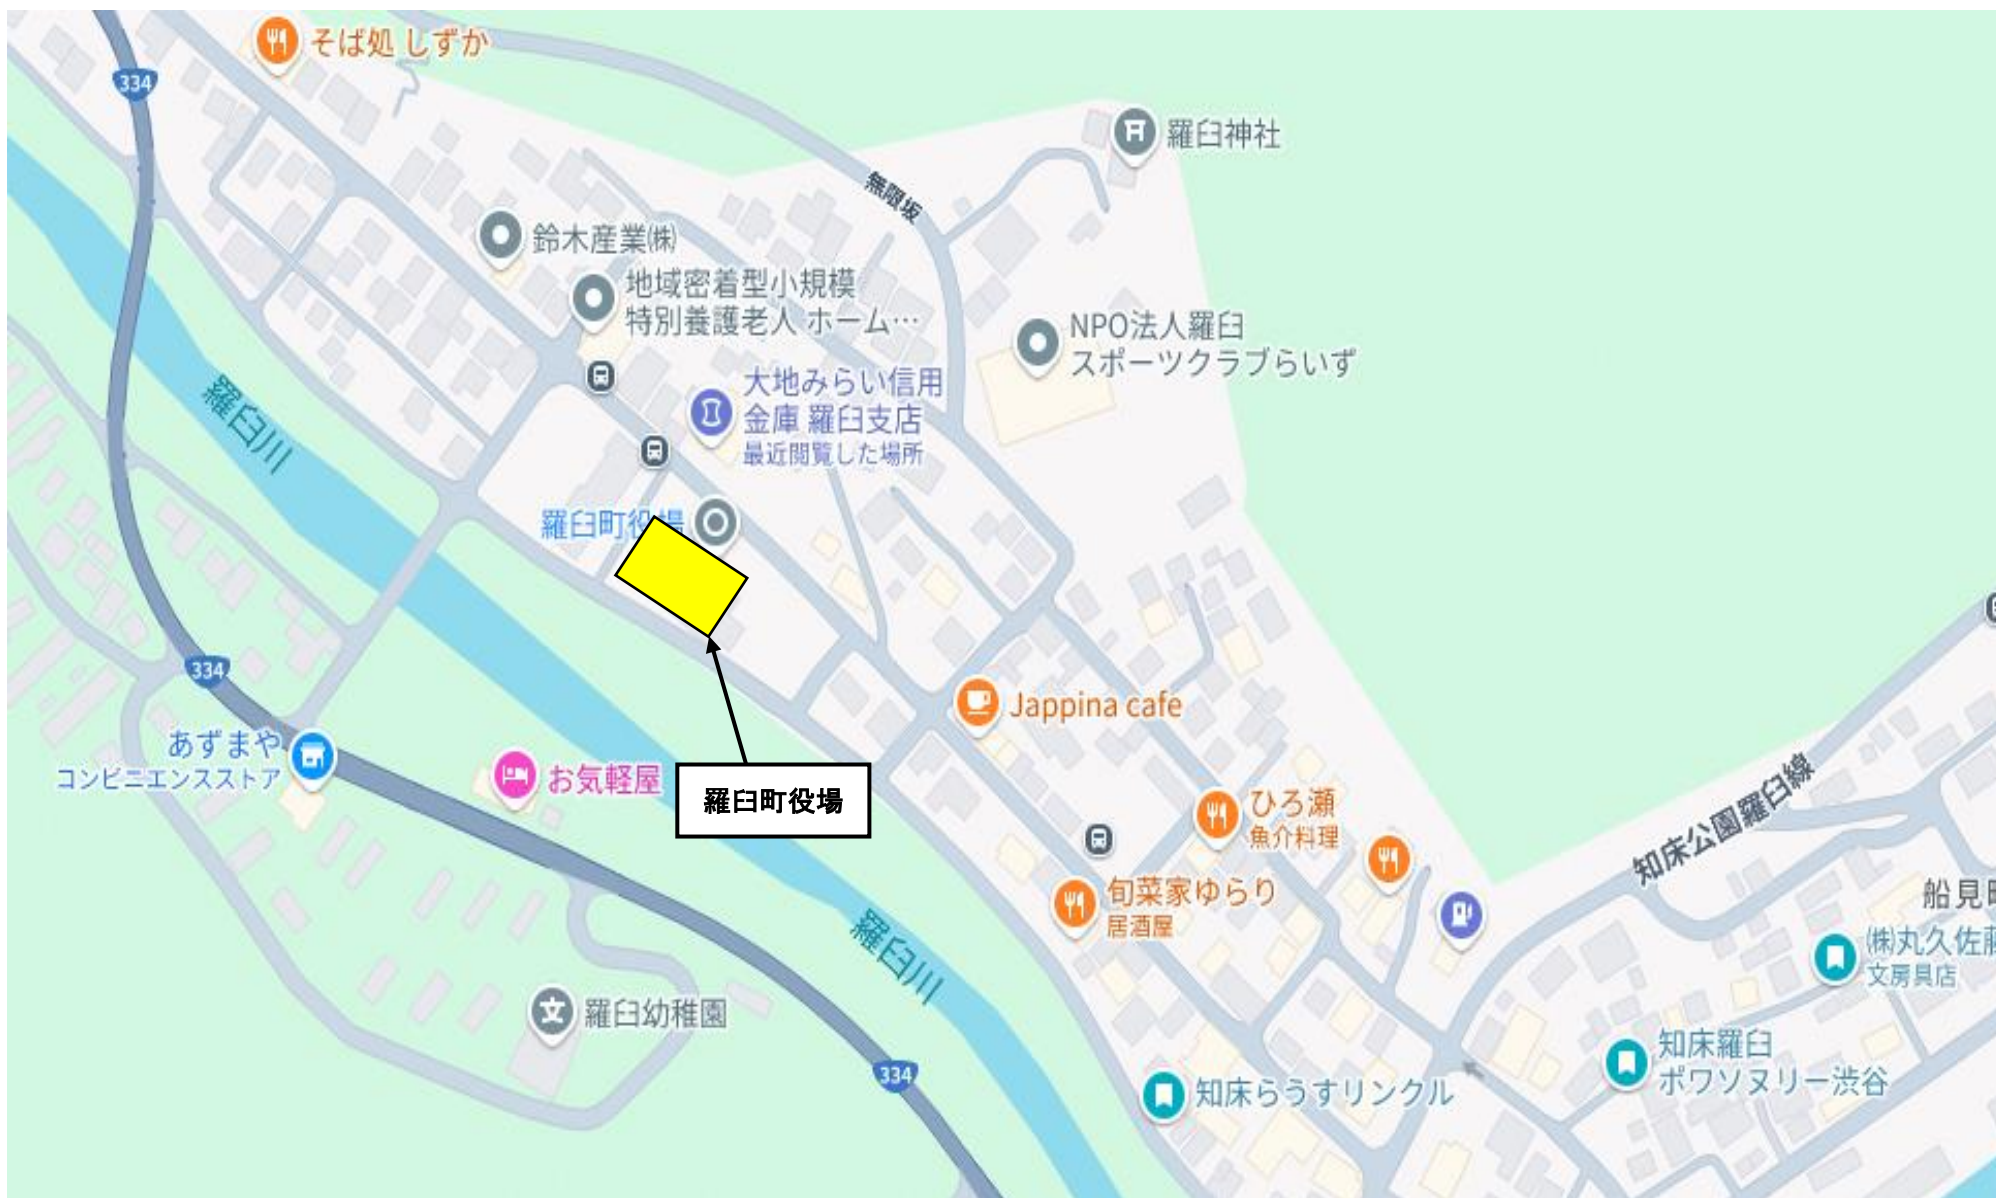 そば処 しずか
334
羅臼神社
無限坂
鈴木産業㈱
地域密着型小規模
特別養護老人 ホーム…
NPO法人羅臼
スポーツクラブらいず
大地みらい信用
金庫 羅臼支店
最近閲覧した場所
羅臼川
羅臼町役場
334
Jappina cafe
あずまや
コンビニエンスストア
お気軽屋
羅臼町役場
ひろ瀬
魚介料理
知床公園羅臼線
旬菜家ゆらり
居酒屋
船見町
㈱丸久佐藤
文房具店
羅臼川
羅臼幼稚園
334
知床羅臼
ポワソヌリー渋谷
知床らうすリンクル